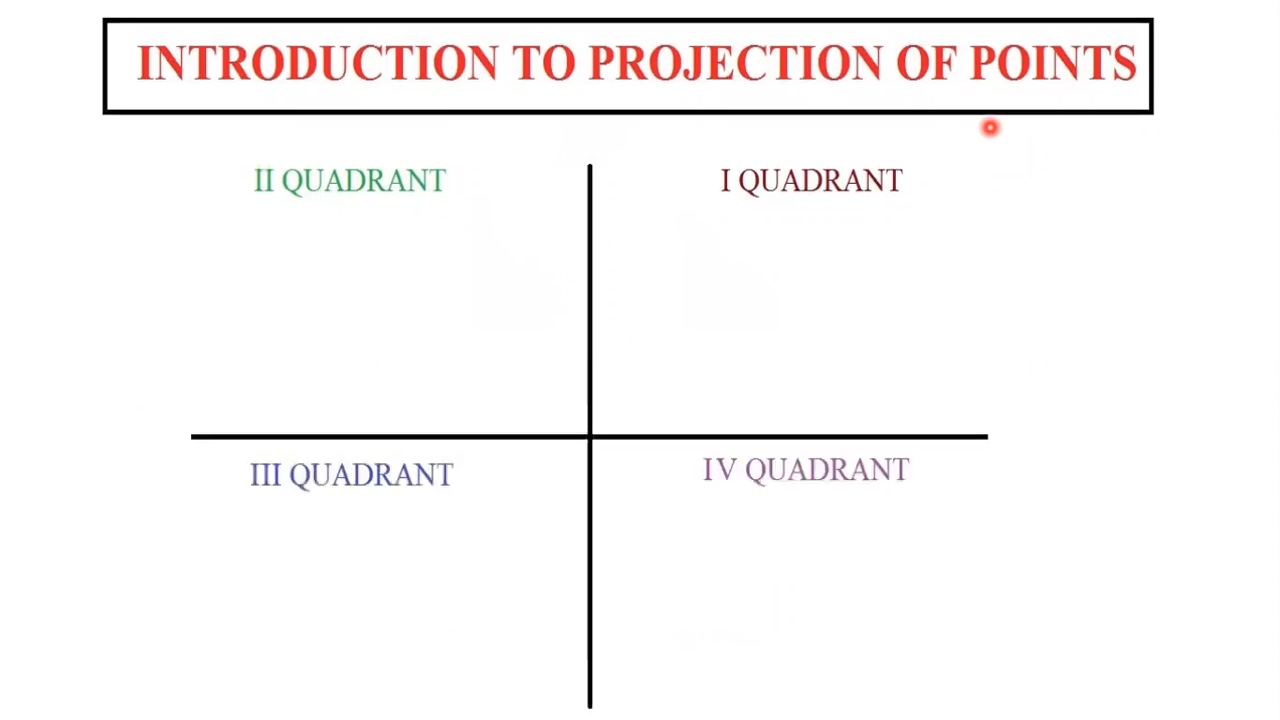 INTRODUCTION TO PROJECTION OF POINTS
II QUADRANT
I QUADRANT
III QUADRANT
IV QUADRANT